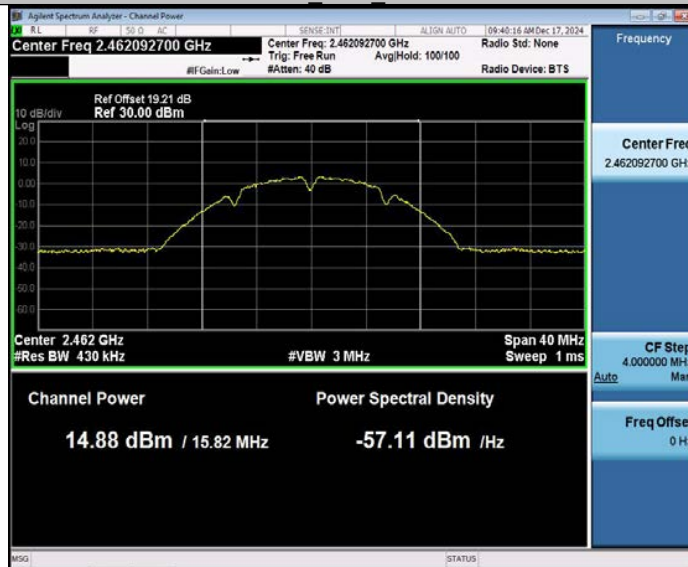 Agilent Spectrum Analyzer - Channel Power
RL RF 50 Ω AC SENSE:INT ALIGN AUTO 09:40:16 AM Dec 17, 2024
Center Freq 2.462092700 GHz
Center Freq: 2.462092700 GHz
Radio Std: None
Trig: Free Run Avg|Hold: 100/100
#IFGain:Low #Atten: 40 dB Radio Device: BTS
Ref Offset 19.21 dB
10 dB/div Ref 30.00 dBm
Log
20.0
10.0
0.00
-10.0
-20.0
-30.0
-40.0
-50.0
-60.0
Center 2.462 GHz Span 40 MHz
#Res BW 430 kHz #VBW 3 MHz Sweep 1 ms
Channel Power Power Spectral Density
14.88 dBm / 15.82 MHz -57.11 dBm /Hz
MSG STATUS
Frequency
Center Freq
2.462092700 GHz
CF Step
4.000000 MHz
Auto Man
Freq Offset
0 Hz